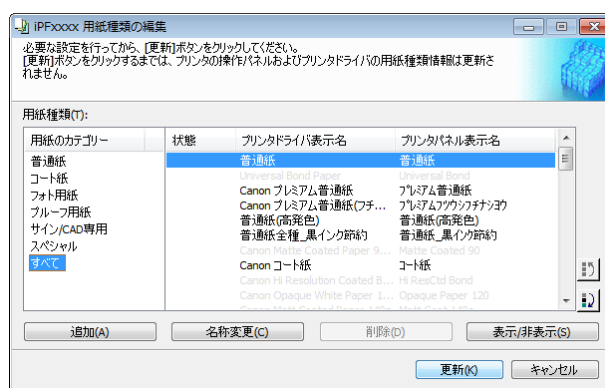 iPFxxxx 用紙種類の編集
必要な設定を行ってから、[更新]ボタンをクリックしてください。
[更新]ボタンをクリックするまでは、プリンタの操作パネルおよびプリンタドライバの用紙種類情報は更新さ
れません。
用紙種類(T):
用紙のカテゴリー 状態 プリンタドライバ表示名 プリンタパネル表示名
普通紙 普通紙 普通紙
コート紙 Universal Bond Paper Universal Bond
フォト用紙 Canon プレミアム普通紙 プレミアム普通紙
プルーフ用紙 Canon プレミアム普通紙(フチ... プレミアムフツウシフチナシヨウ
サイン/CAD専用 普通紙(高発色) 普通紙(高発色)
スペシャル 普通紙全種_黒インク節約 普通紙_黒インク節約
すべて Canon Matte Coated Paper 9... Matte Coated 90
Canon コート紙 コート紙
Canon Hi Resolution Coated B... Hi ResCtd Bond
Canon Opaque White Paper 1... Opaque Paper 120
追加(A) 名称変更(C) 削除(D) 表示/非表示(S)
更新(K) キャンセル